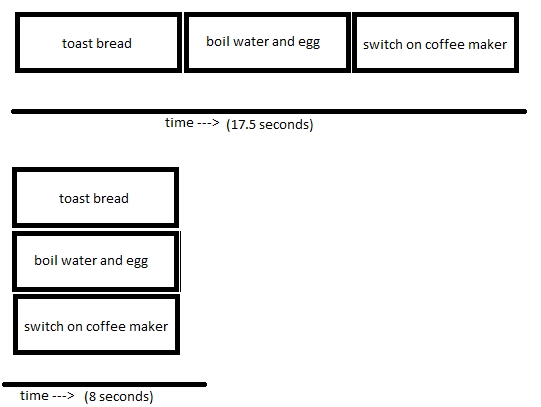 toast bread
boil water and egg
switch on coffee maker
time ---> (17.5 seconds)
toast bread
boil water and egg
switch on coffee maker
time ---> (8 seconds)